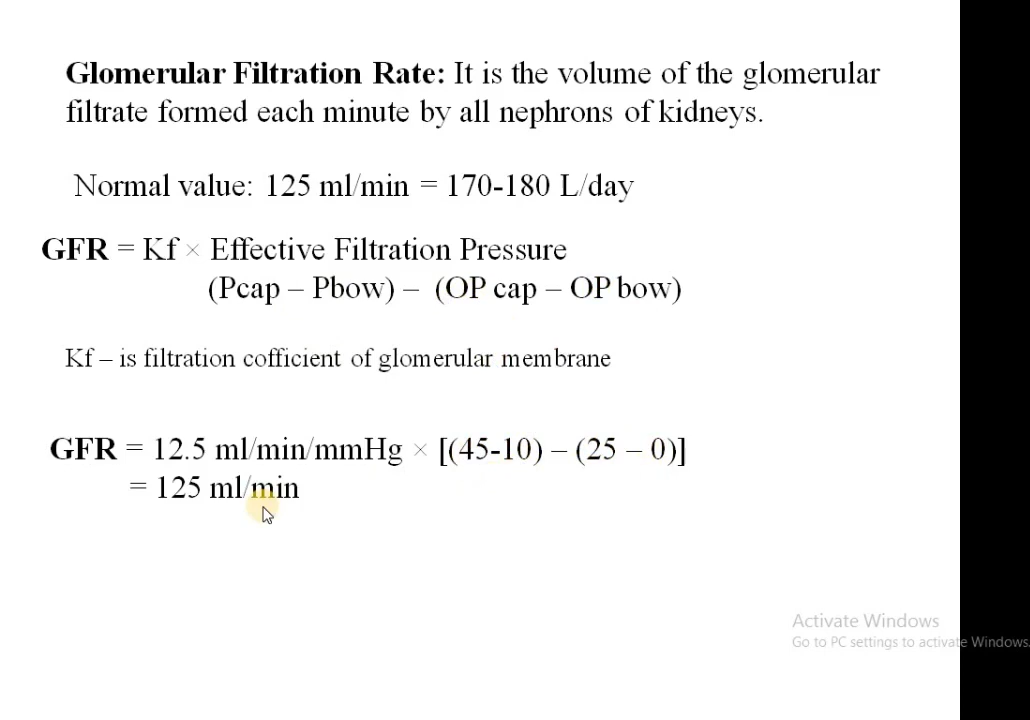 Glomerular Filtration Rate: It is the volume of the glomerular
filtrate formed each minute by all nephrons of kidneys.
Normal value: 125 ml/min = 170-180 L/day
GFR = Kf × Effective Filtration Pressure
(Pcap – Pbow) – (OP cap – OP bow)
Kf – is filtration cofficient of glomerular membrane
GFR = 12.5 ml/min/mmHg × [(45-10) – (25 – 0)]
= 125 ml/min
Activate Windows
Go to PC settings to activate Windows.